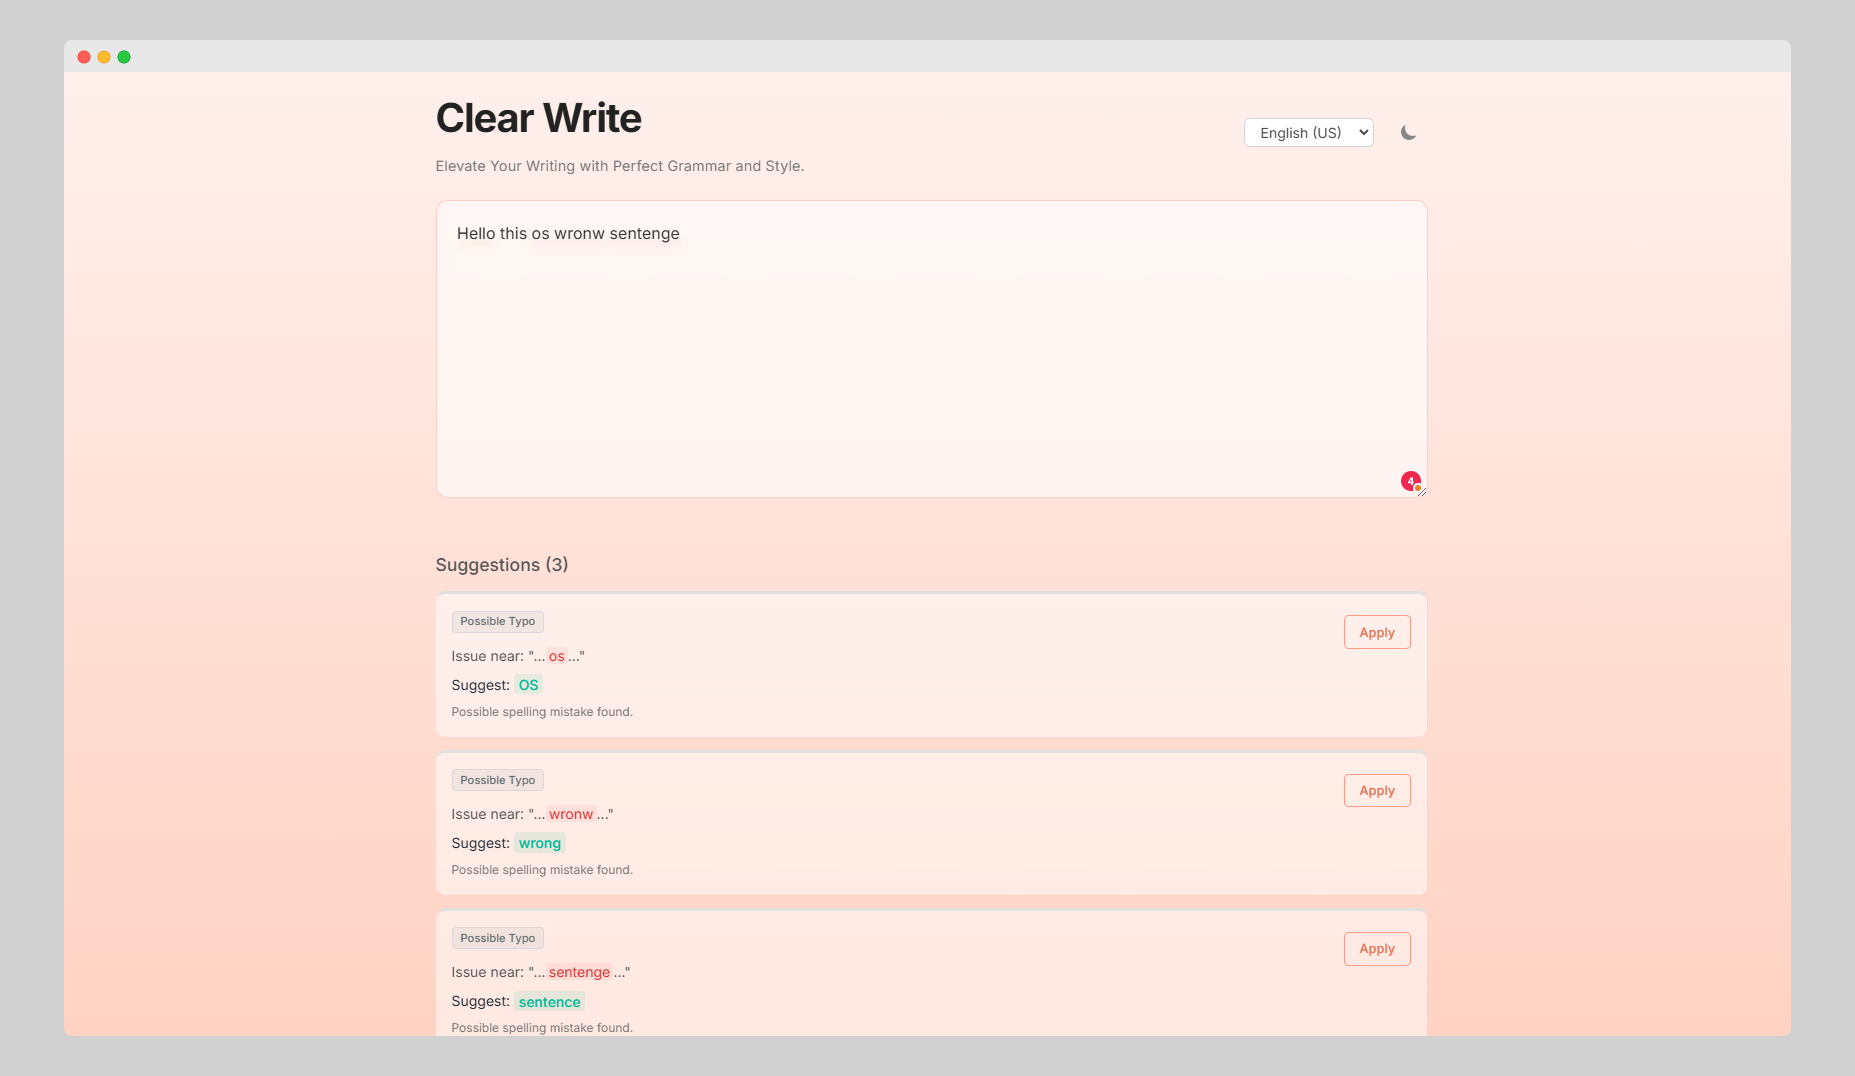 Clear Write
English (US)
Elevate Your Writing with Perfect Grammar and Style.
Hello this os wronw sentenge
4
Suggestions (3)
Possible Typo
Apply
Issue near: "...os..."
Suggest: OS
Possible spelling mistake found.
Possible Typo
Apply
Issue near: "...wronw..."
Suggest: wrong
Possible spelling mistake found.
Possible Typo
Apply
Issue near: "...sentenge..."
Suggest: sentence
Possible spelling mistake found.